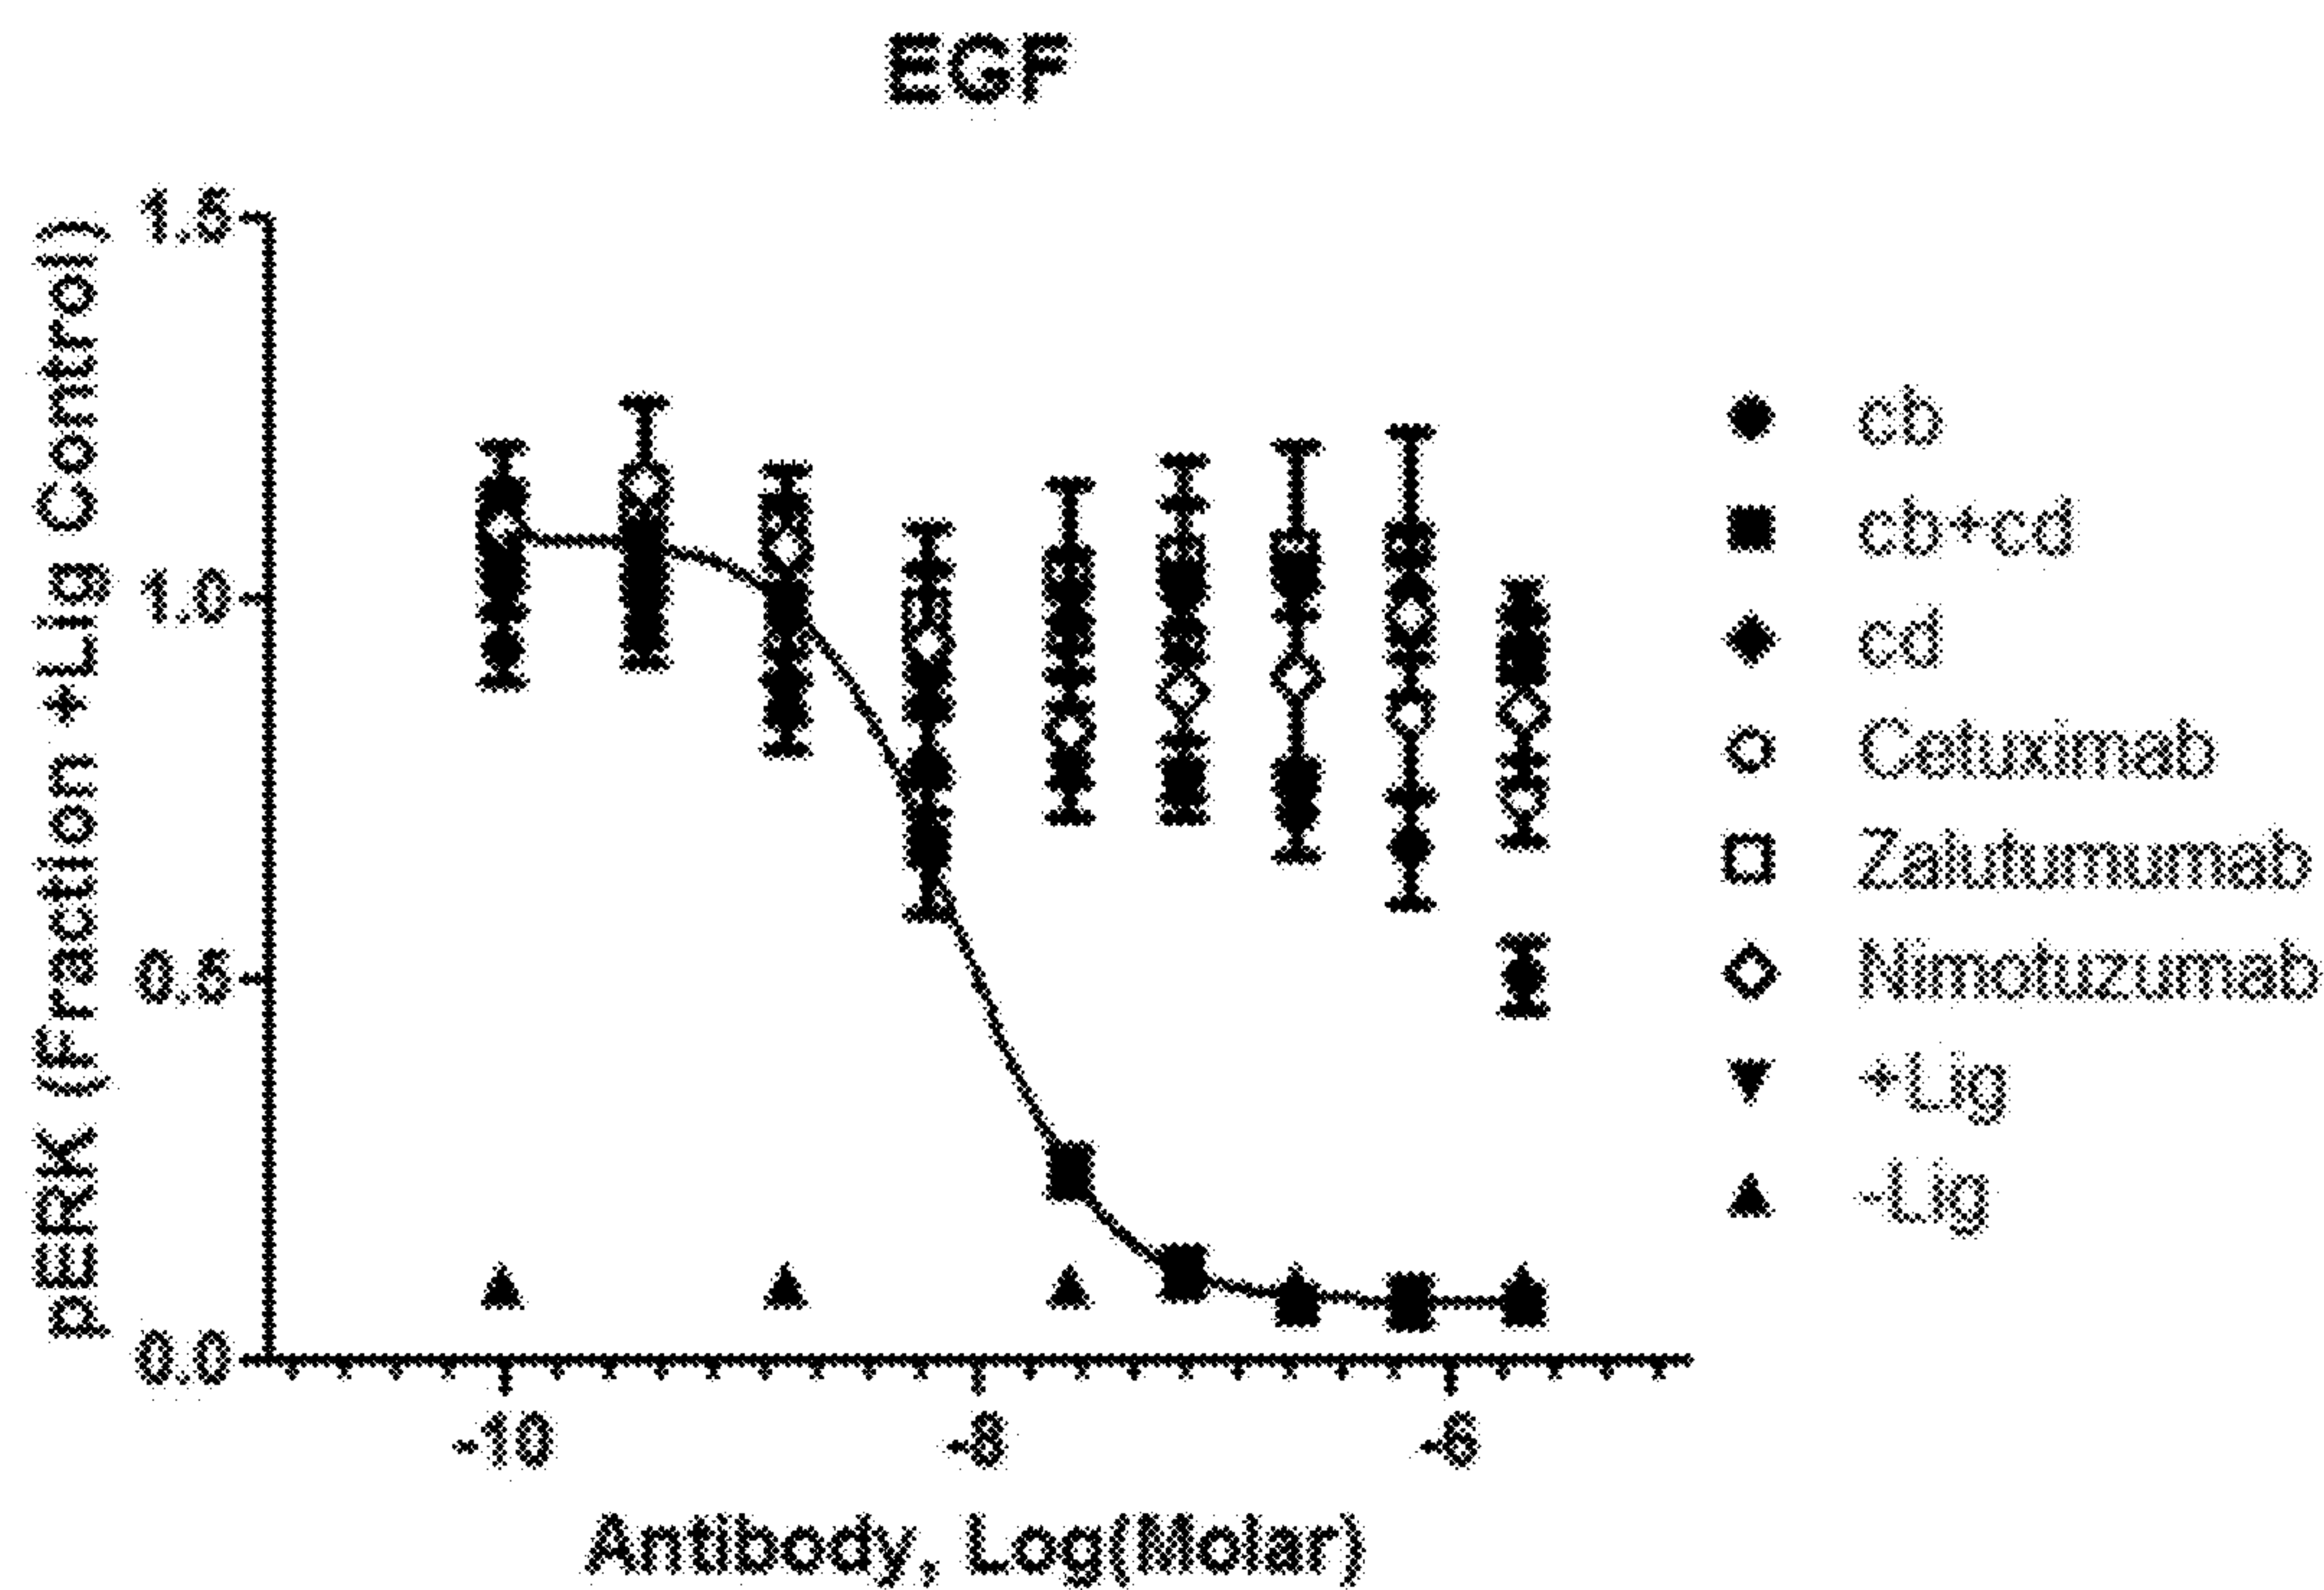 EGF
pERK (Fraction +Lig Control)
1.5
1.0
0.5
0.0
-10
-8
-6
Antibody, Log(Molar)
cb
cb+cd
cd
Cetuximab
Zalutumumab
Nimotuzumab
+Lig
-Lig